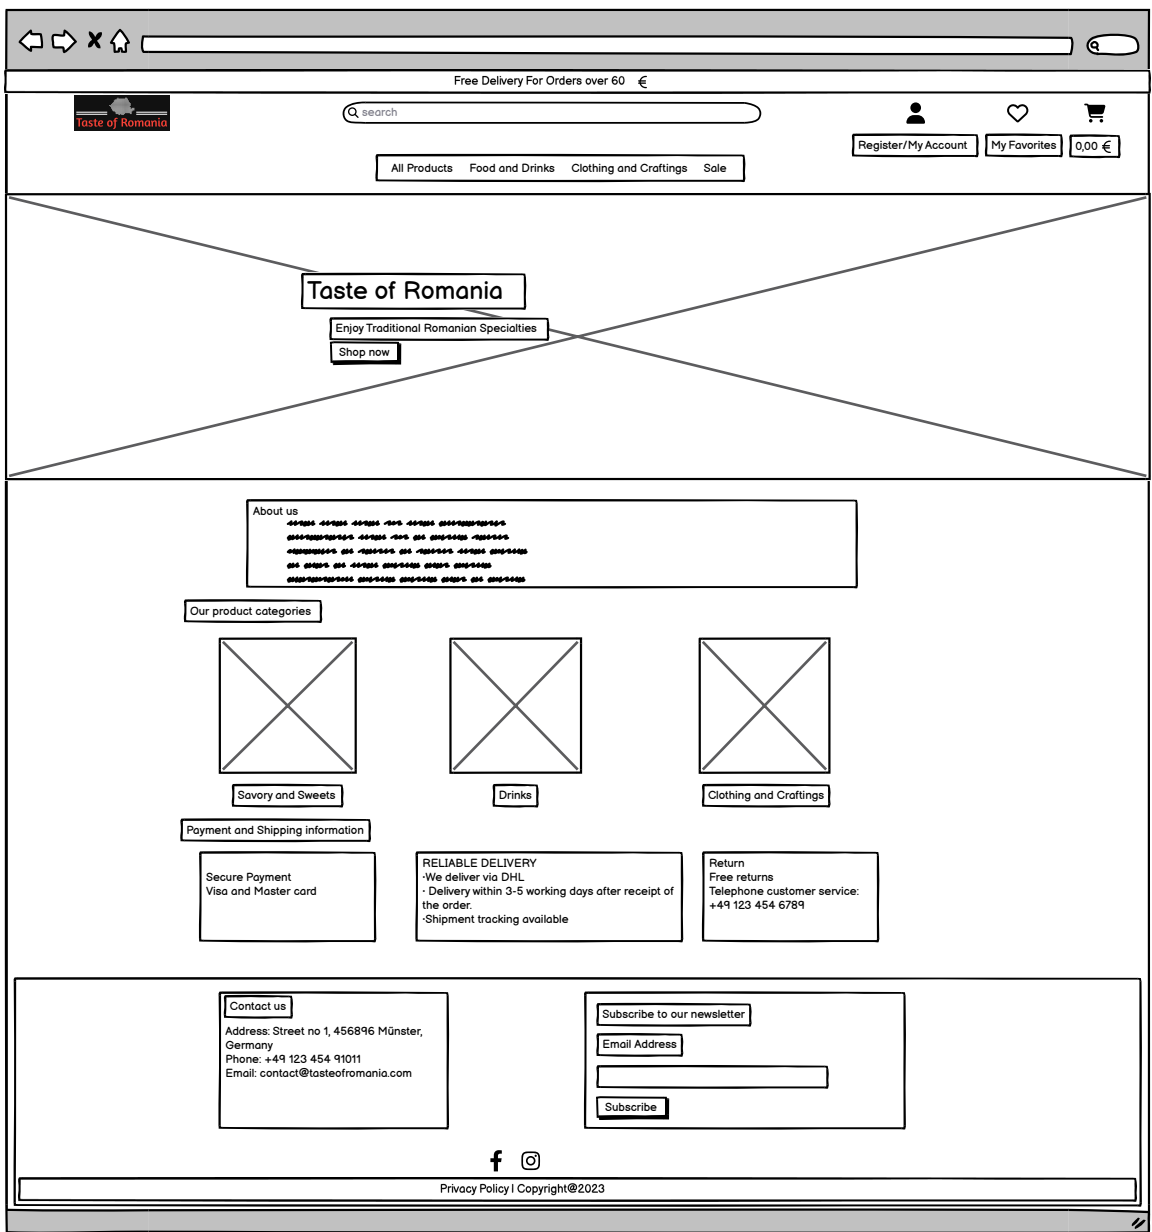 Free Delivery For Orders over 60 €
Taste of Romania
search
Register/My Account
My Favorites
0,00 €
All Products Food and Drinks Clothing and Craftings Sale
Taste of Romania
Enjoy Traditional Romanian Specialties
Shop now
About us
Our product categories
Savory and Sweets
Drinks
Clothing and Craftings
Payment and Shipping information
Secure Payment
Visa and Master card
RELIABLE DELIVERY
·We deliver via DHL
· Delivery within 3-5 working days after receipt of
the order.
·Shipment tracking available
Return
Free returns
Telephone customer service:
+49 123 454 6789
Contact us
Address: Street no 1, 456896 Münster,
Germany
Phone: +49 123 454 91011
Email: contact@tasteofromania.com
Subscribe to our newsletter
Email Address
Subscribe
Privacy Policy | Copyright@2023